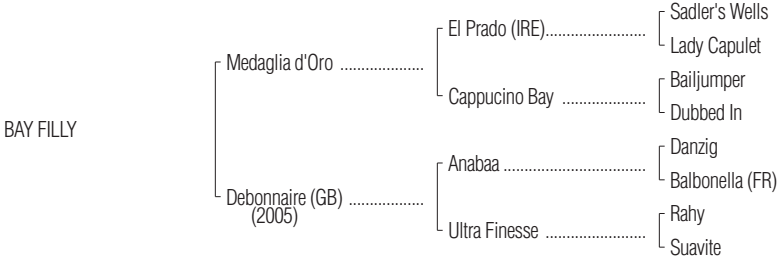 Sadler's Wells
El Prado (IRE)........................
Lady Capulet
Medaglia d'Oro ....................
Bailjumper
Cappucino Bay ....................
Dubbed In
BAY FILLY
Danzig
Anabaa ..................................
Balbonella (FR)
Debonnaire (GB) ..................
(2005)
Rahy
Ultra Finesse ........................
Suavite